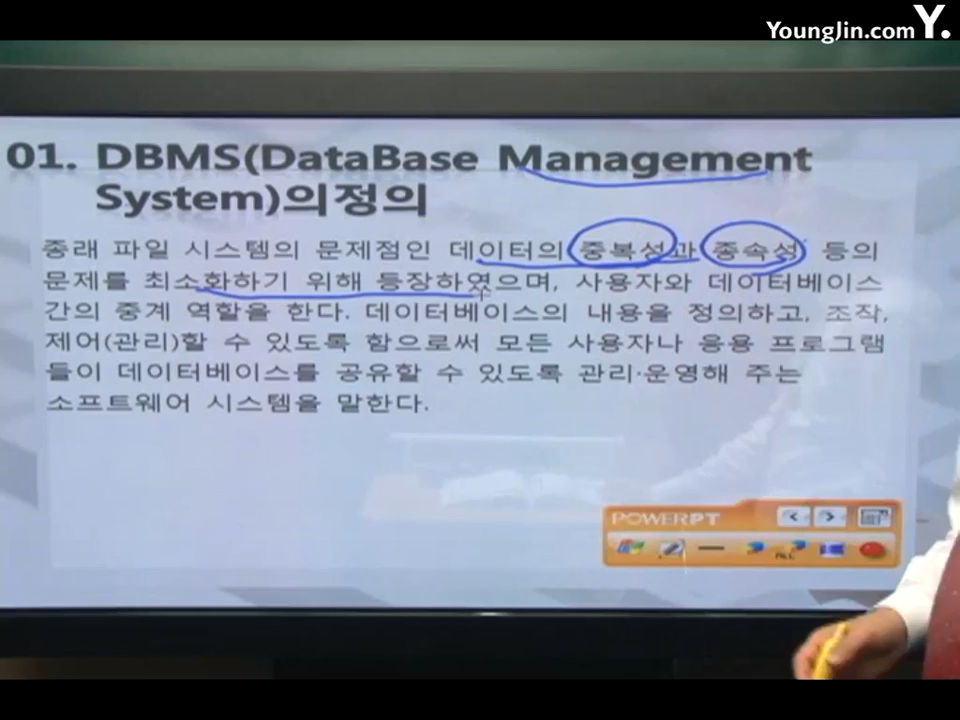 YoungJin.com Y.
01. DBMS(DataBase Management
System)의정의
종래 파일 시스템의 문제점인 데이터의 중복성과 종속성 등의
문제를 최소화하기 위해 등장하였으며, 사용자와 데이터베이스
간의 중계 역할을 한다. 데이터베이스의 내용을 정의하고, 조작,
제어(관리)할 수 있도록 함으로써 모든 사용자나 응용 프로그램
들이 데이터베이스를 공유할 수 있도록 관리·운영해 주는
소프트웨어 시스템을 말한다.
POWERPT
ALL